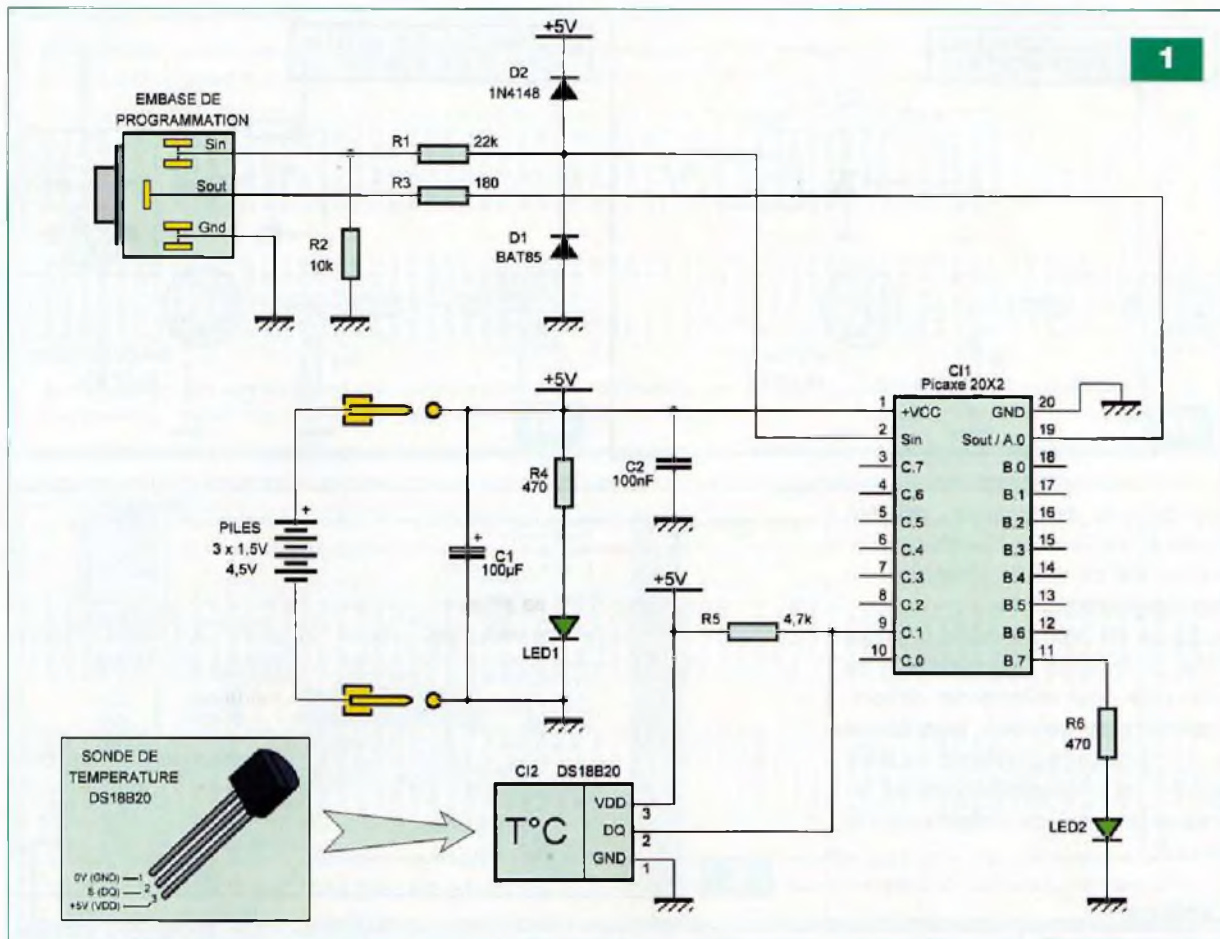 1
+5V
D2
1N4148
EMBASE DE
PROGRAMMATION
Sin
Sout
Gnd
R1 22k
R3 180
R2
10k
D1
BAT85
+5V
PILES
3 x 1.5V
4,5V
+
+
C1
100µF
R4
470
LED1
C2
100nF
CI1
Picaxe 20X2
1 +VCC GND 20
2 Sin Sout / A.0 19
3 C.7 B.0 18
4 C.6 B.1 17
5 C.5 B.2 16
6 C.4 B.3 15
7 C.3 B.4 14
8 C.2 B.5 13
9 C.1 B.6 12
10 C.0 B.7 11
+5V
R5 4,7k
R6
470
LED2
SONDE DE
TEMPERATURE
DS18B20
0V (GND) 1
S (DQ) 2
+5V (VDD) 3
CI2 DS18B20
T°C
VDD 3
DQ 2
GND 1